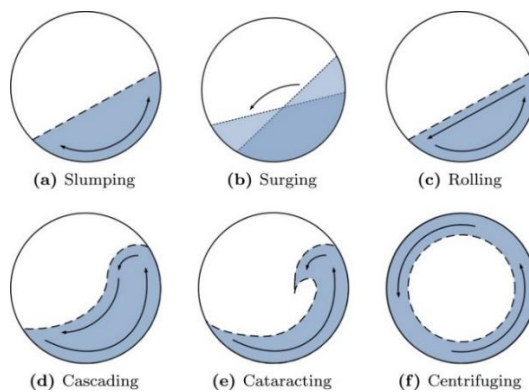 (a) Slumping (b) Surging (c) Rolling
(d) Cascading (e) Cataracting (f) Centrifuging